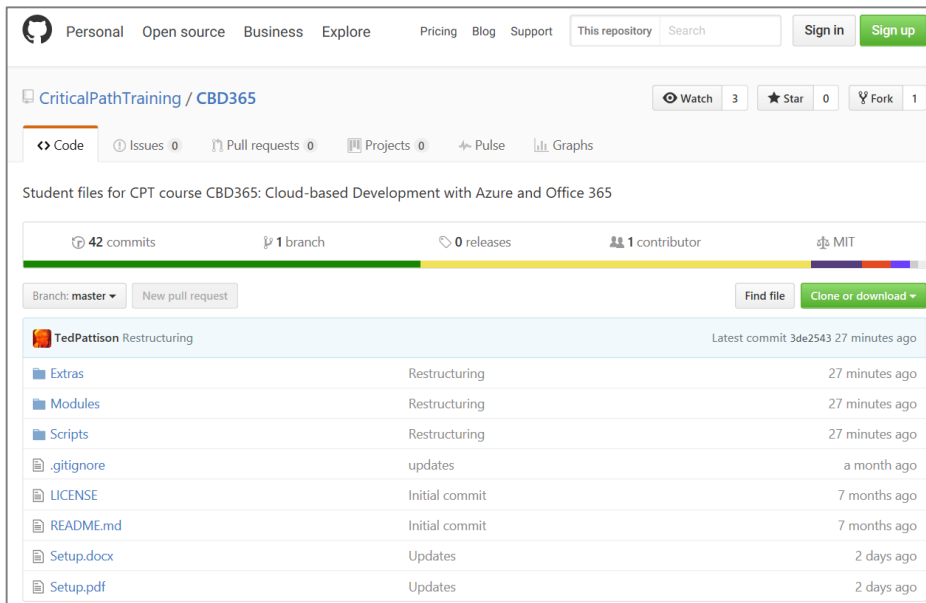 Personal Open source Business Explore Pricing Blog Support This repository Search Sign in Sign up
CriticalPathTraining / CBD365 Watch 3 Star 0 Fork 1
Code Issues 0 Pull requests 0 Projects 0 Pulse Graphs
Student files for CPT course CBD365: Cloud-based Development with Azure and Office 365
42 commits 1 branch 0 releases 1 contributor MIT
Branch: master New pull request Find file Clone or download
TedPattison Restructuring Latest commit 3de2543 27 minutes ago
Extras Restructuring 27 minutes ago
Modules Restructuring 27 minutes ago
Scripts Restructuring 27 minutes ago
.gitignore updates a month ago
LICENSE Initial commit 7 months ago
README.md Initial commit 7 months ago
Setup.docx Updates 2 days ago
Setup.pdf Updates 2 days ago